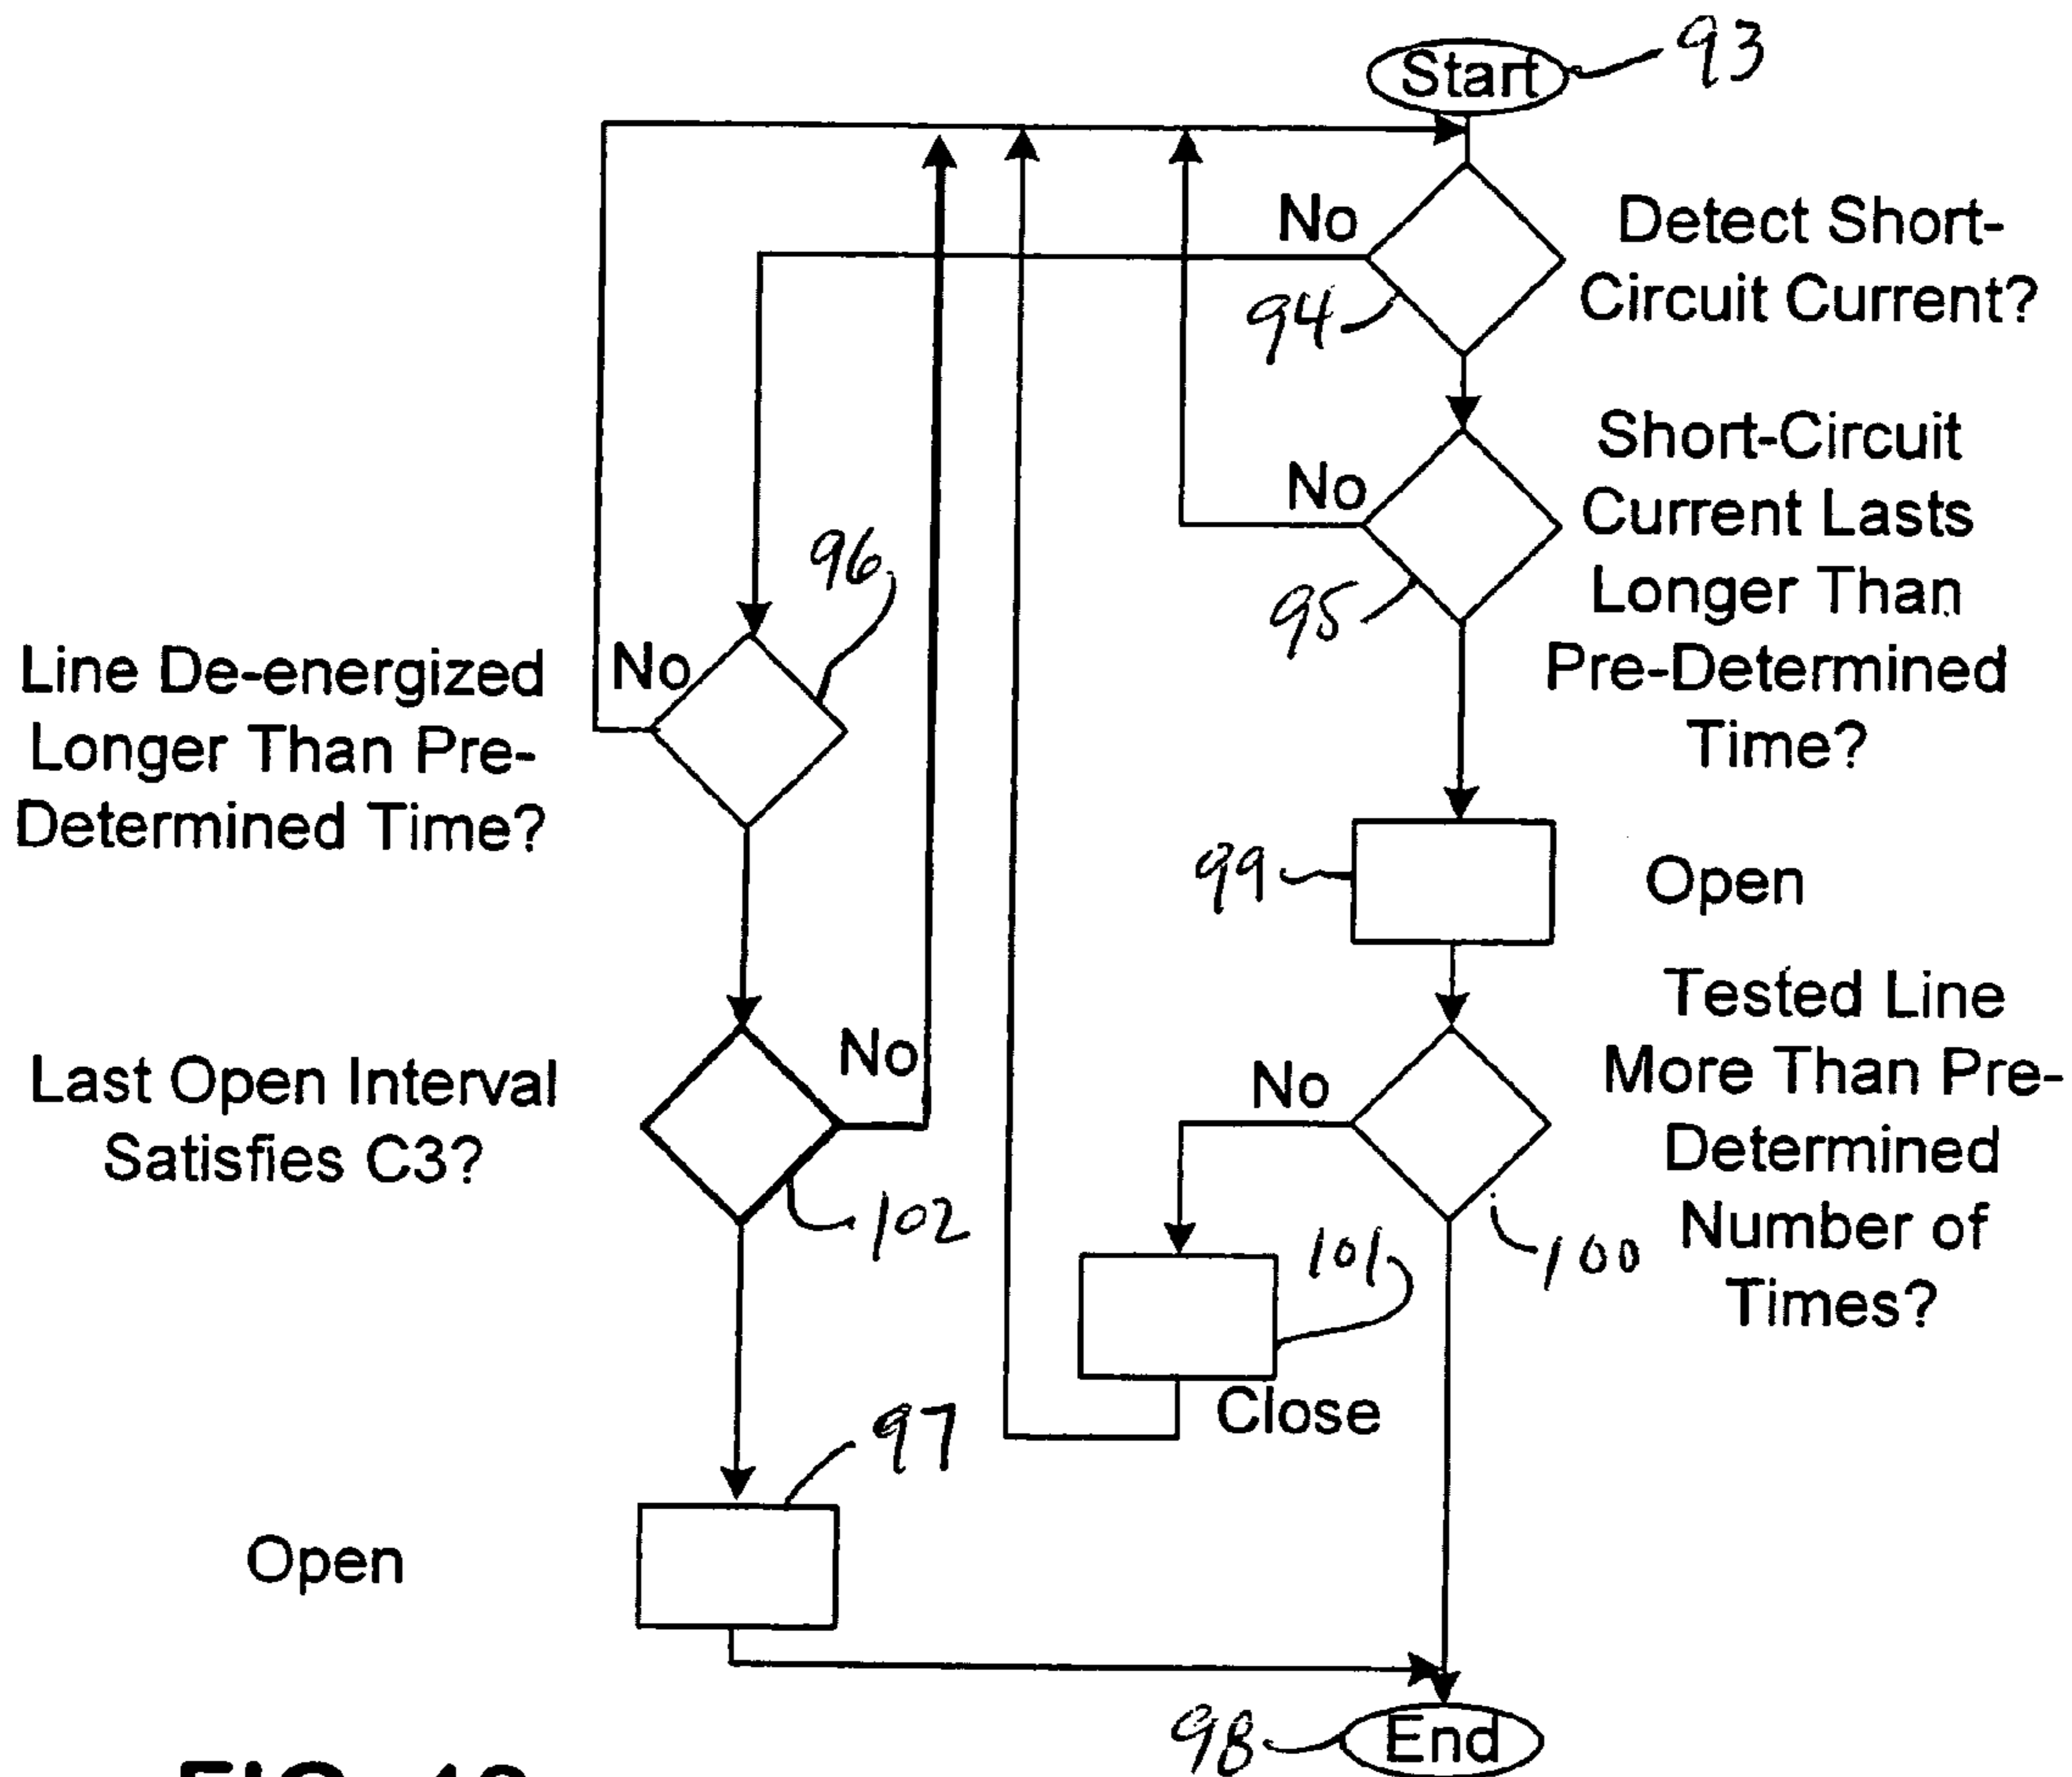 Start
93
No
Detect Short-
Circuit Current?
94
Short-Circuit
Current Lasts
Longer Than
Pre-Determined
Time?
No
95
96
Line De-energized
Longer Than Pre-
Determined Time?
No
99
Open
Tested Line
More Than Pre-
Determined
Number of
Times?
No
100
Last Open Interval
Satisfies C3?
No
102
101
Close
97
Open
98
End